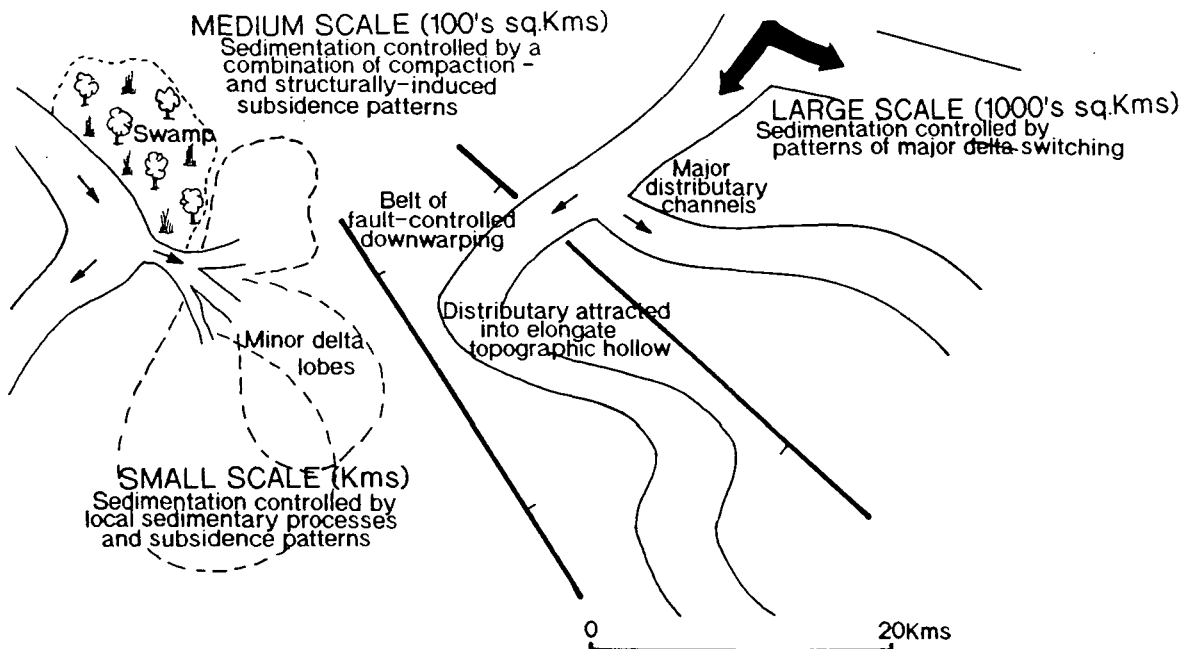 MEDIUM SCALE (100's sq.Kms)
Sedimentation controlled by a
combination of compaction -
and structurally-induced
subsidence patterns
Swamp
LARGE SCALE (1000's sq.Kms)
Sedimentation controlled by
patterns of major delta switching
Major
distributary
channels
Belt of
fault-controlled
downwarping
Distributary attracted
into elongate
topographic hollow
Minor delta
lobes
SMALL SCALE (Kms)
Sedimentation controlled by
local sedimentary processes
and subsidence patterns
0 20Kms